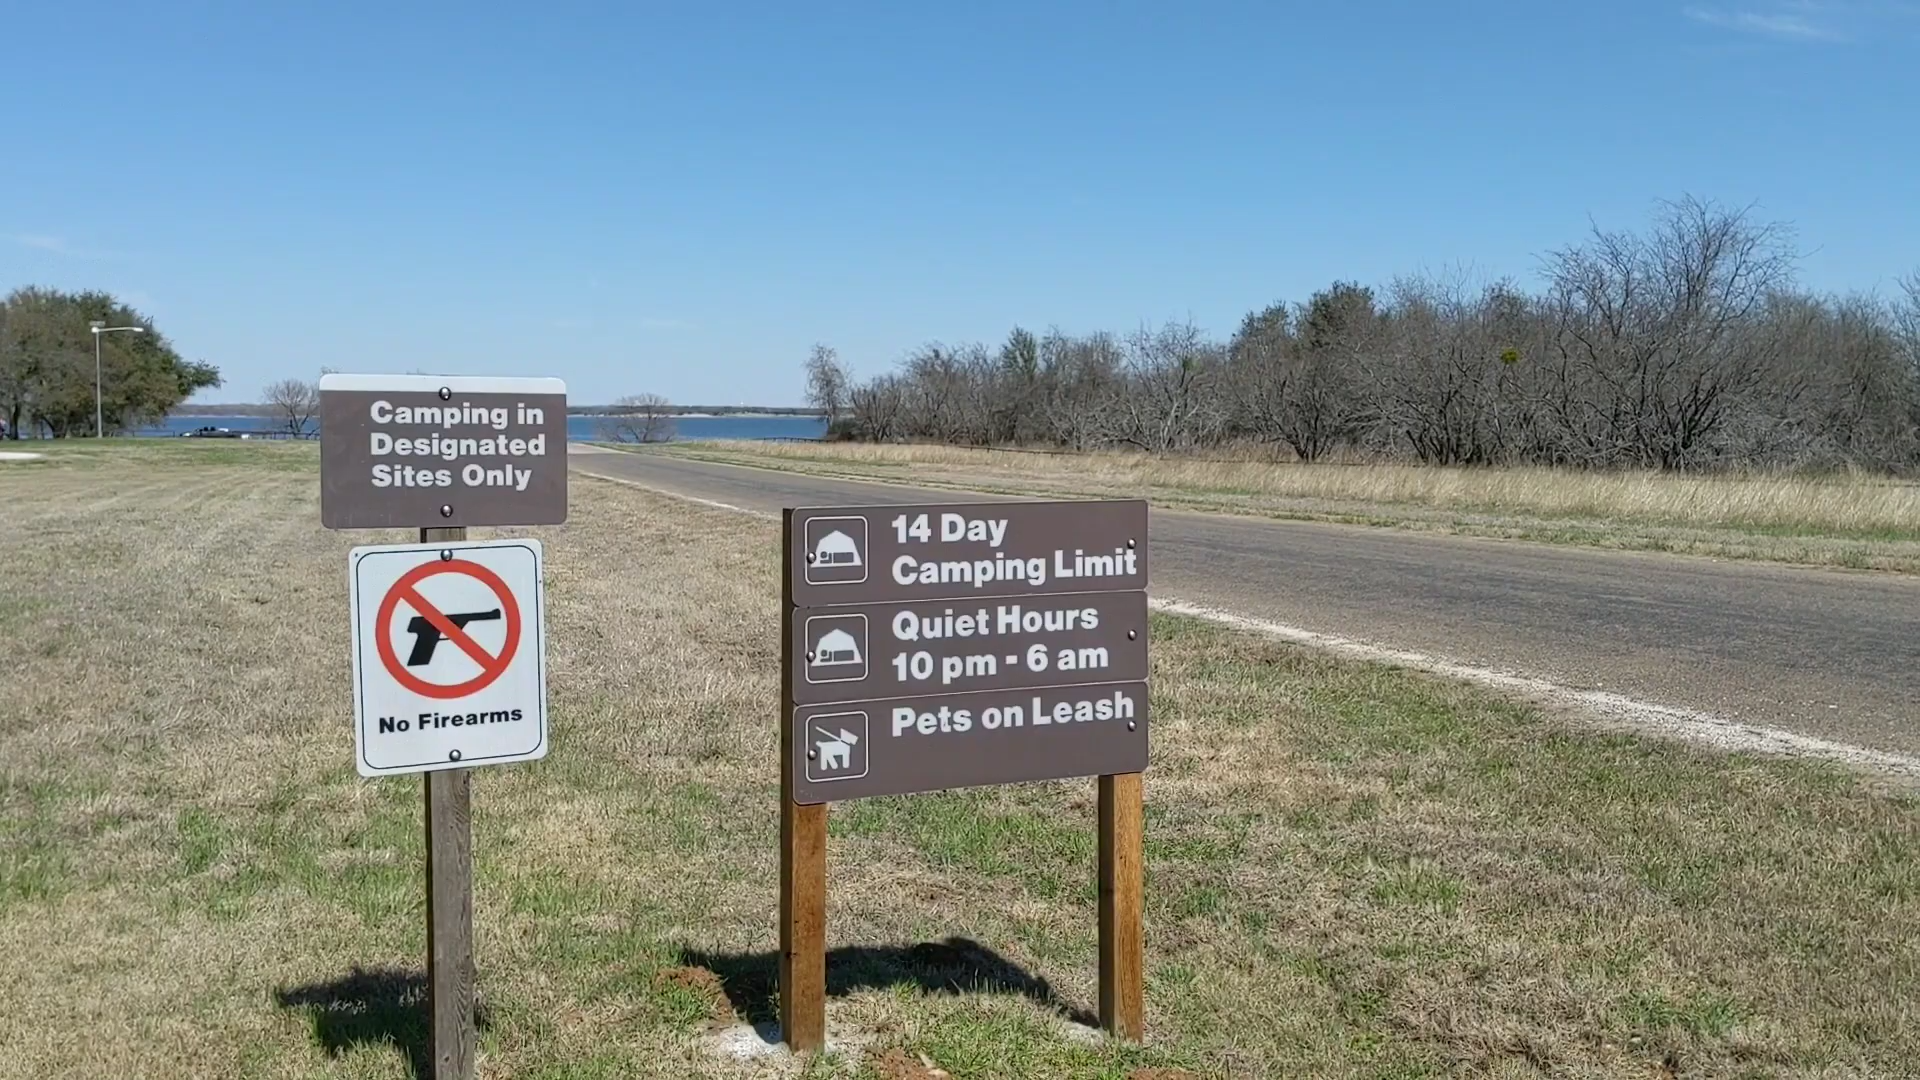 Camping in
Designated
Sites Only
No Firearms
14 Day
Camping Limit
Quiet Hours
10 pm - 6 am
Pets on Leash